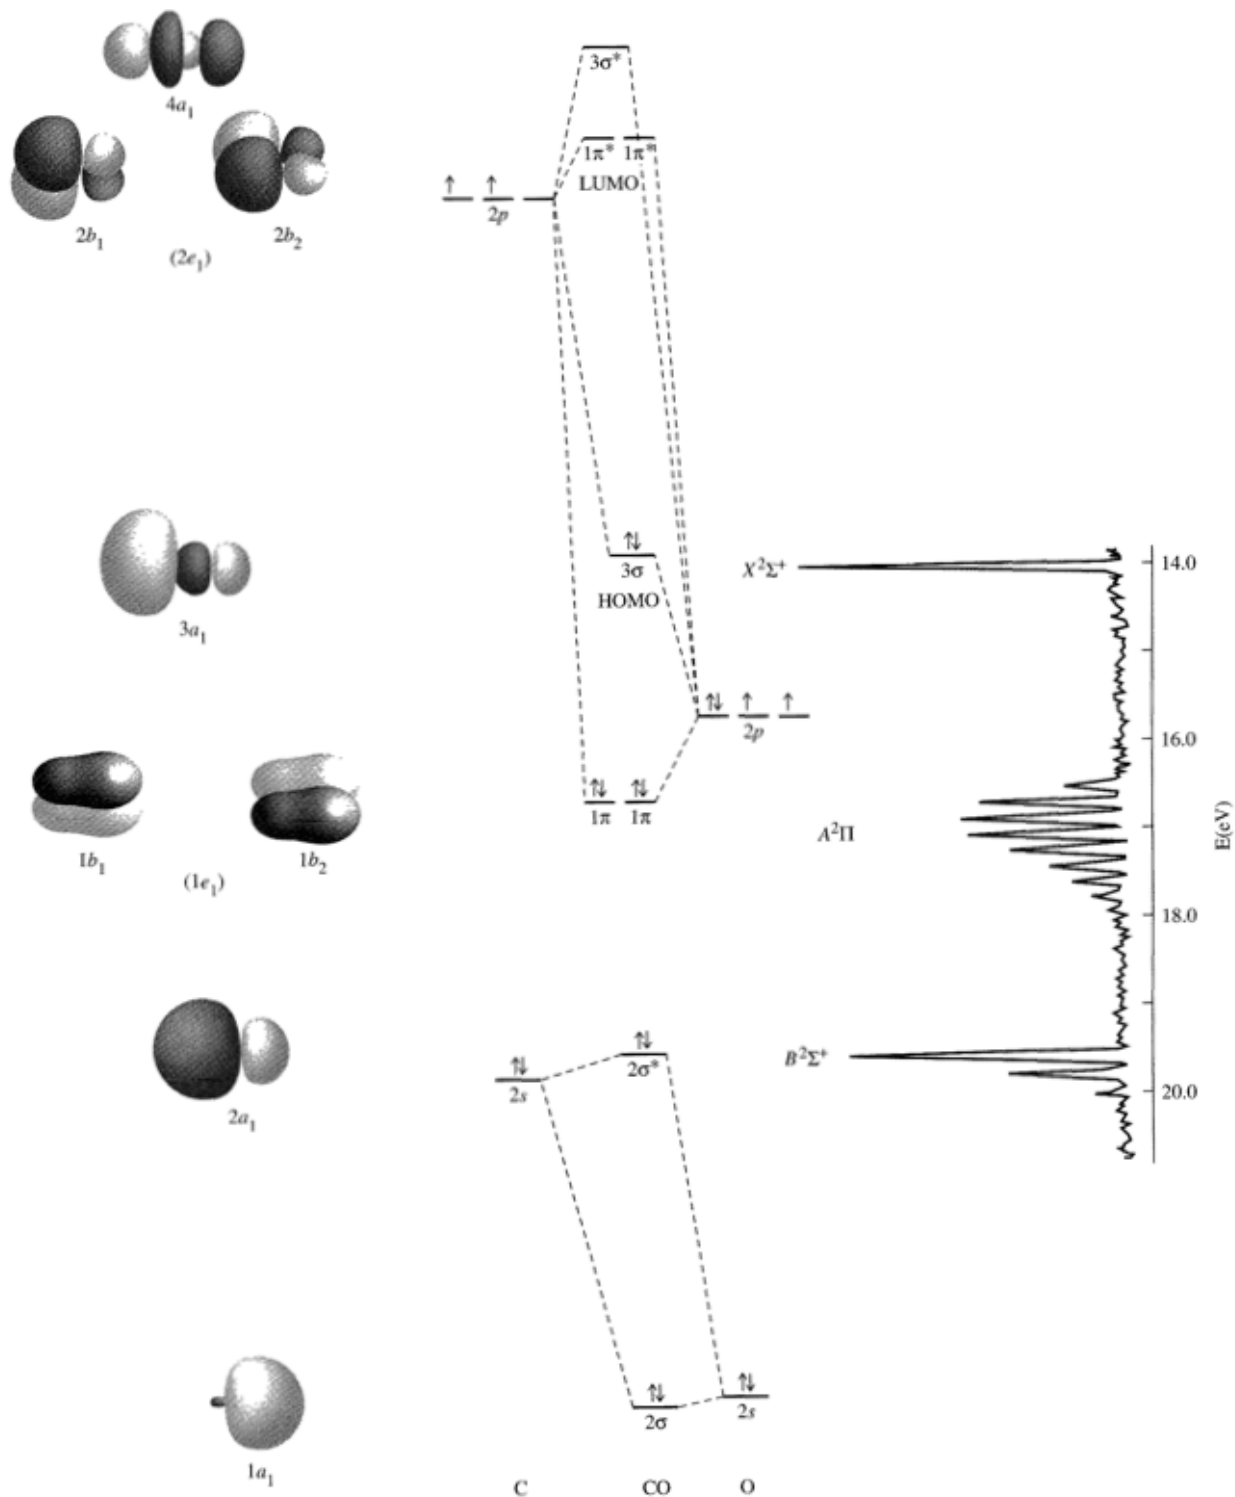 4a₁
2b₁
2b₂
(2e₁)
3a₁
1b₁
1b₂
(1e₁)
2a₁
1a₁
3σ*
1π* 1π*
LUMO
2p
3σ
HOMO
2p
1π 1π
2σ*
2s
2σ
2s
C CO O
X²Σ⁺
A²Π
B²Σ⁺
14.0
16.0
18.0
20.0
E(eV)